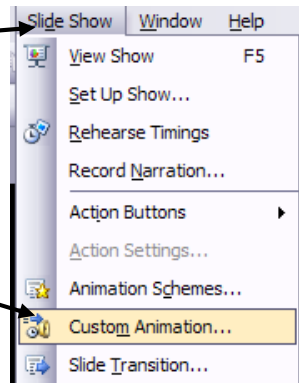 Slide Show Window Help
View Show F5
Set Up Show...
Rehearse Timings
Record Narration...
Action Buttons
Action Settings...
Animation Schemes...
Custom Animation...
Slide Transition...